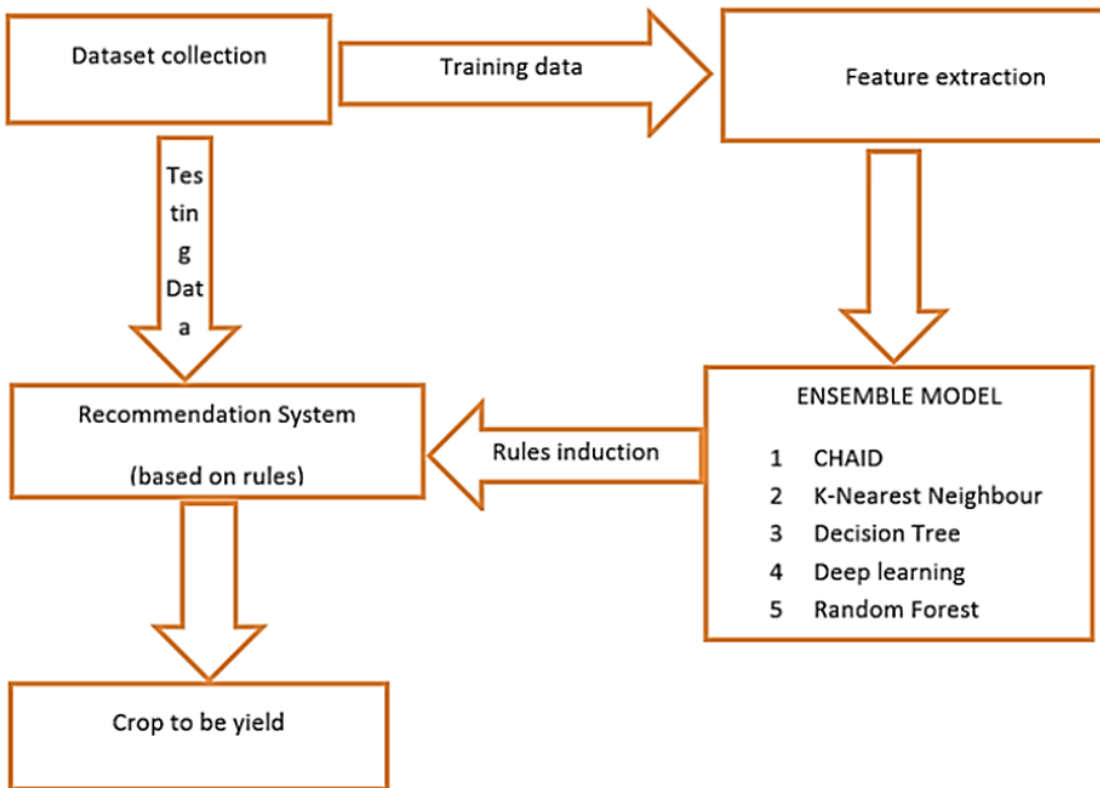 Dataset collection
Training data
Feature extraction
Tes
tin
g
Dat
a
Recommendation System
(based on rules)
Rules induction
ENSEMBLE MODEL
1 CHAID
2 K-Nearest Neighbour
3 Decision Tree
4 Deep learning
5 Random Forest
Crop to be yield